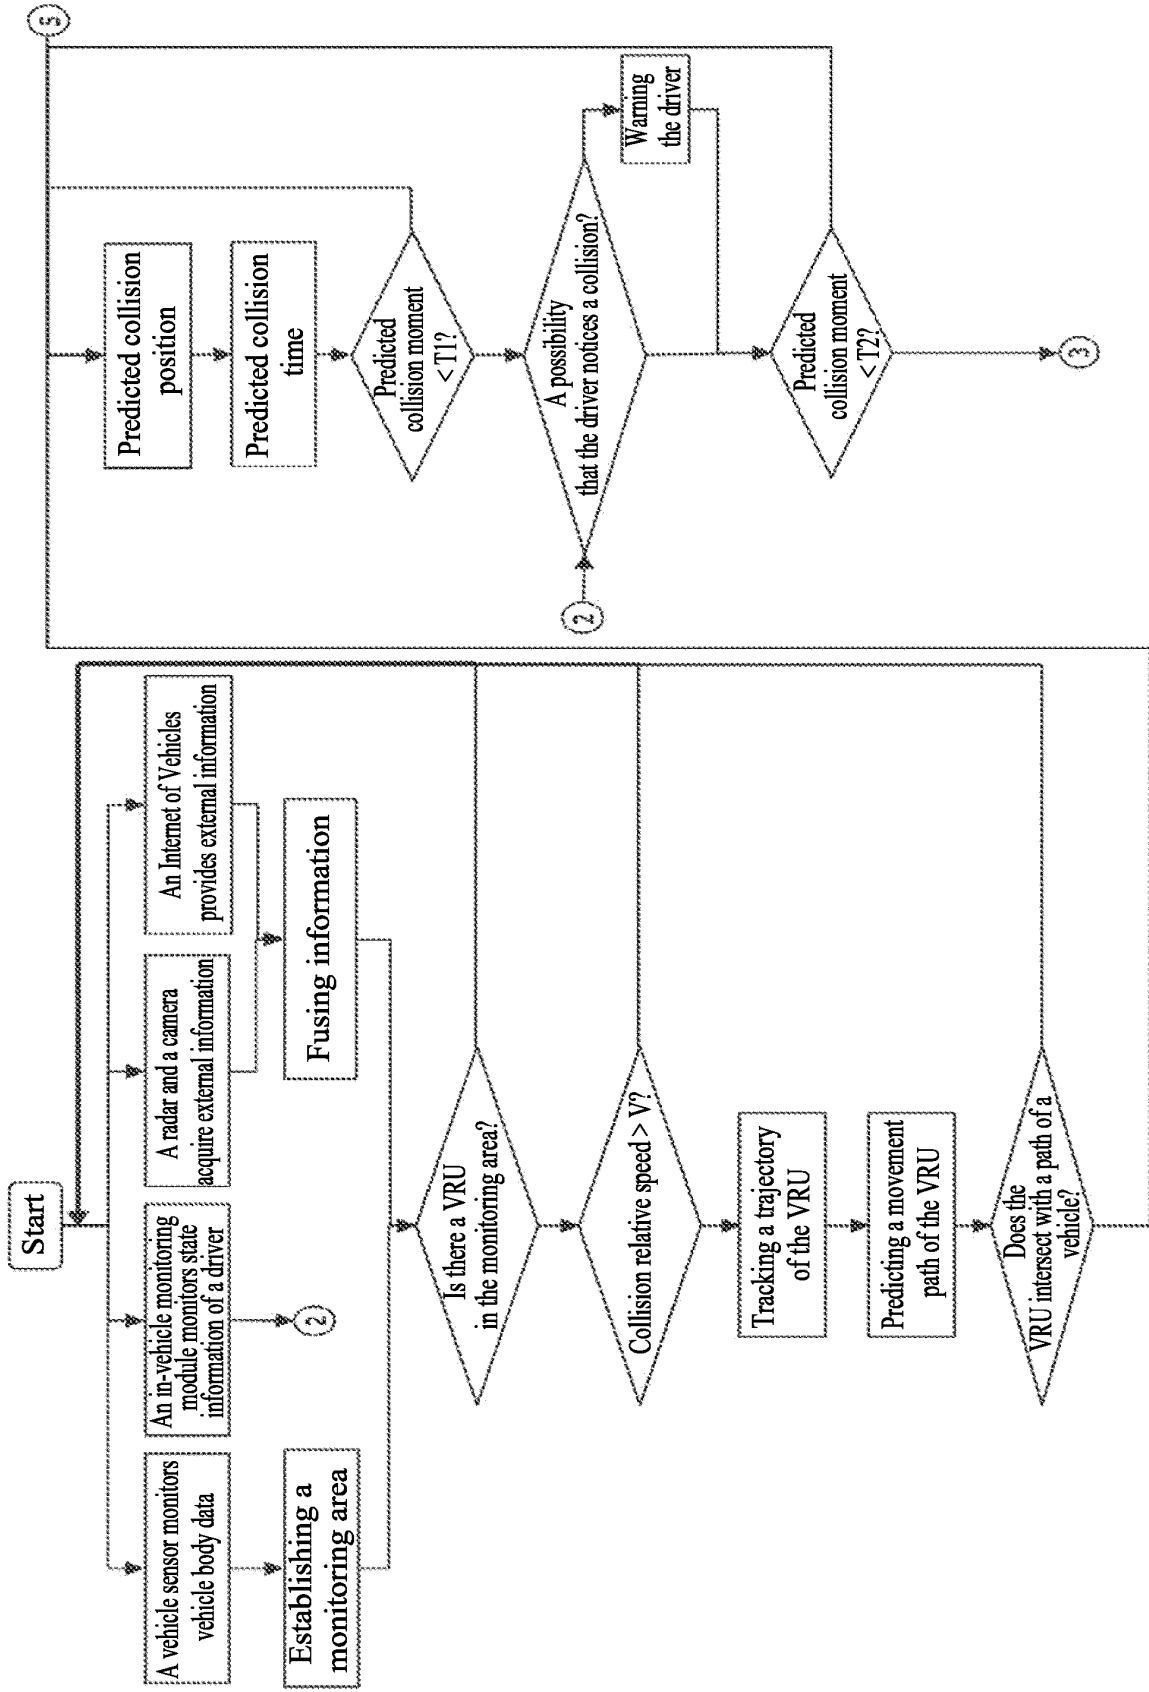 Start
A vehicle sensor monitors
vehicle body data
An in-vehicle monitoring
module monitors state
information of a driver
A radar and a camera
acquire external information
An Internet of Vehicles
provides external information
2
Establishing a
monitoring area
Fusing information
Is there a VRU
in the monitoring area?
Collision relative speed > V?
Tracking a trajectory
of the VRU
Predicting a movement
path of the VRU
Does the
VRU intersect with a path of a
vehicle?
5
Predicted collision
position
Predicted collision
time
Predicted
collision moment
<T1?
2
A possibility
that the driver notices a collision?
Warning
the driver
Predicted
collision moment
<T2?
3